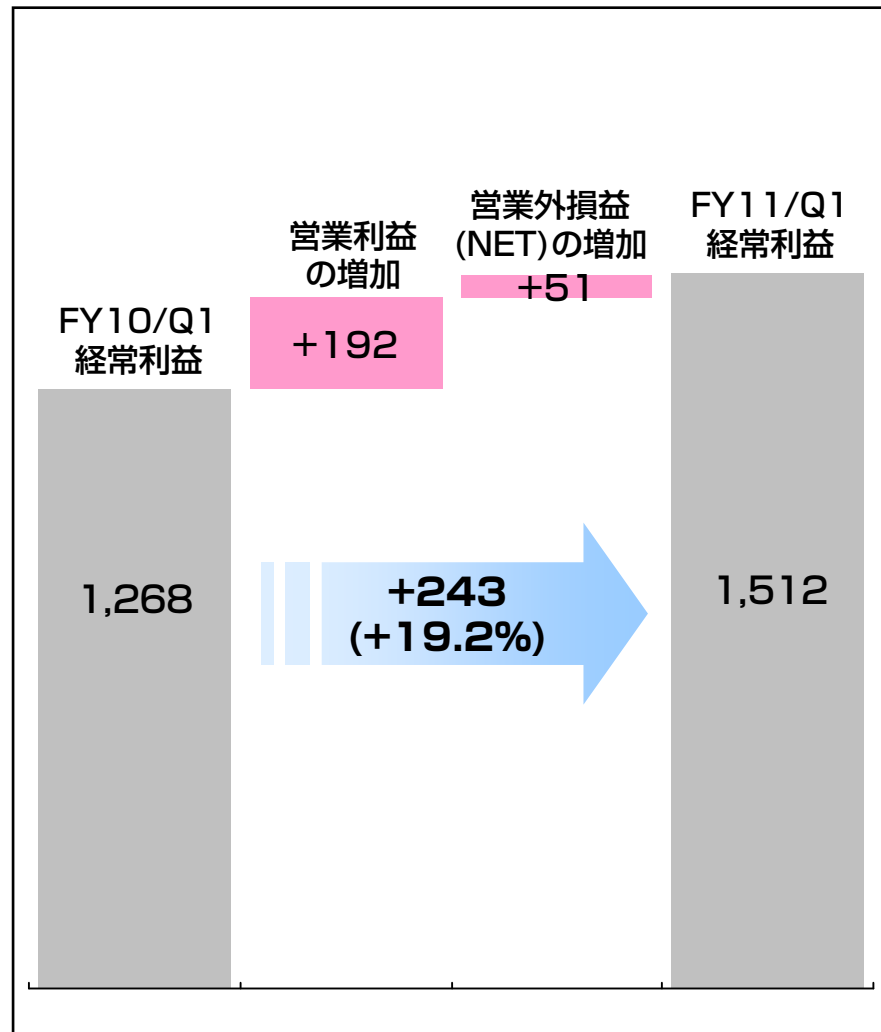 FY10/Q1
経常利益
1,268
営業利益
の増加
+192
営業外損益
(NET)の増加
+51
+243
(+19.2%)
FY11/Q1
経常利益
1,512